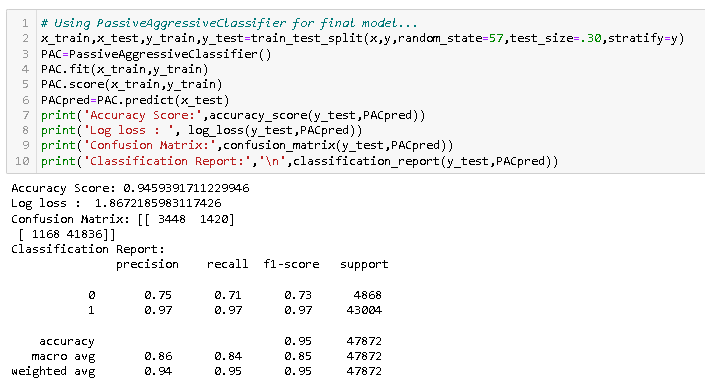 1 # Using PassiveAggressiveClassifier for final model...
2 x_train,x_test,y_train,y_test=train_test_split(x,y,random_state=57,test_size=.30,stratify=y)
3 PAC=PassiveAggressiveClassifier()
4 PAC.fit(x_train,y_train)
5 PAC.score(x_train,y_train)
6 PACpred=PAC.predict(x_test)
7 print('Accuracy Score:',accuracy_score(y_test,PACpred))
8 print('Log loss : ', log_loss(y_test,PACpred))
9 print('Confusion Matrix:',confusion_matrix(y_test,PACpred))
10 print('Classification Report:','\n',classification_report(y_test,PACpred))
Accuracy Score: 0.9459391711229946
Log loss :  1.8672185983117426
Confusion Matrix: [[ 3448  1420]
 [ 1168 41836]]
Classification Report:
precision    recall  f1-score   support
0       0.75      0.71      0.73      4868
1       0.97      0.97      0.97     43004
accuracy                           0.95     47872
macro avg       0.86      0.84      0.85     47872
weighted avg       0.94      0.95      0.95     47872